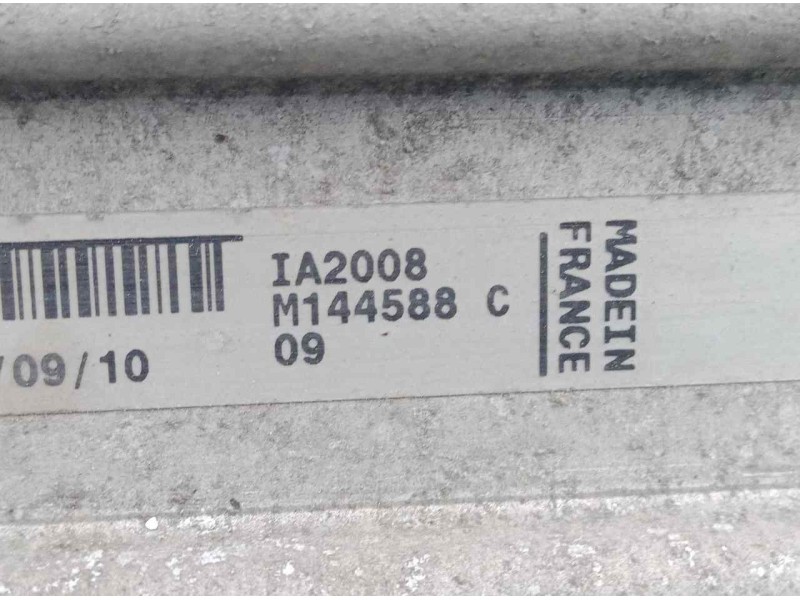 /09/10
IA2008
M144588 C
09
MADEIN
FRANCE